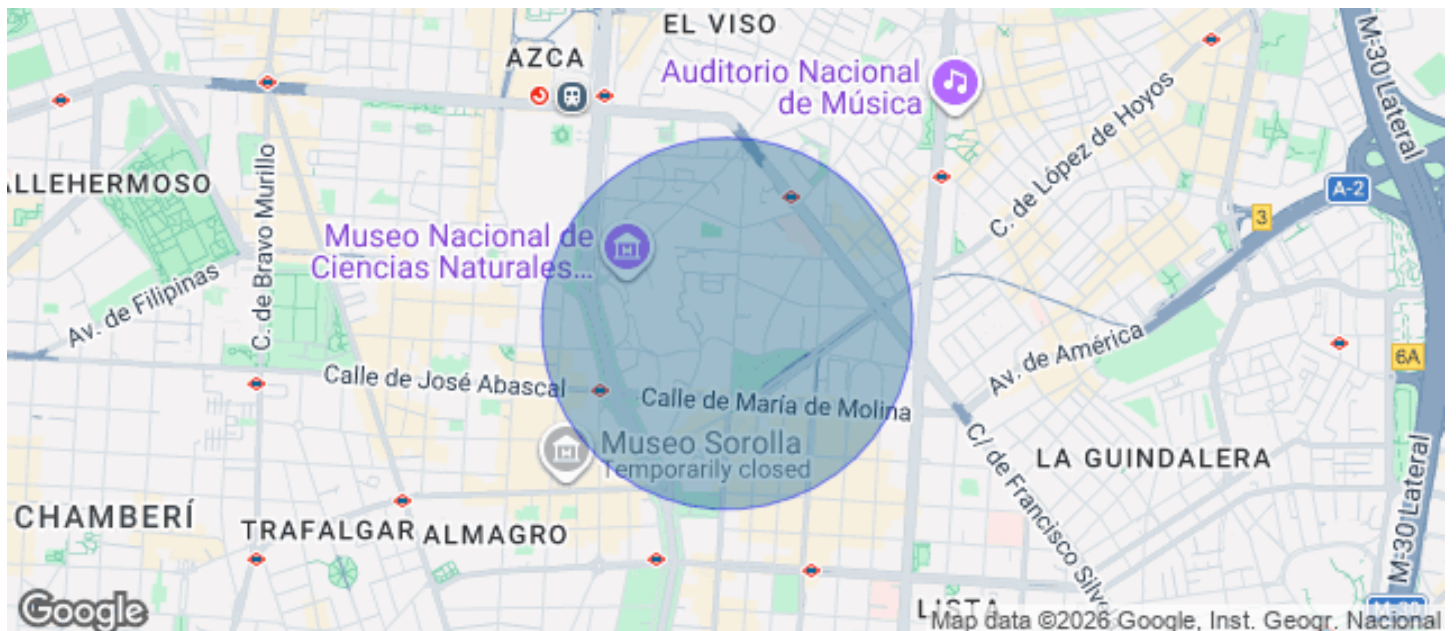 EL VISO
AZCA
Auditorio Nacional
de Música
C. de López de Hoyos
M-30 Lateral
ALLEHERMOSO
A-2
3
C. de Bravo Murillo
Museo Nacional de
Ciencias Naturales...
Av. de Filipinas
Av. de América
6A
Calle de José Abascal
Calle de María de Molina
Museo Sorolla
Temporarily closed
C/ de Francisco Silve
LA GUINDALERA
M-30 Lateral
CHAMBERÍ
TRAFALGAR
ALMAGRO
LISTA
M-30
Google
Map data ©2026 Google, Inst. Geogr. Nacional